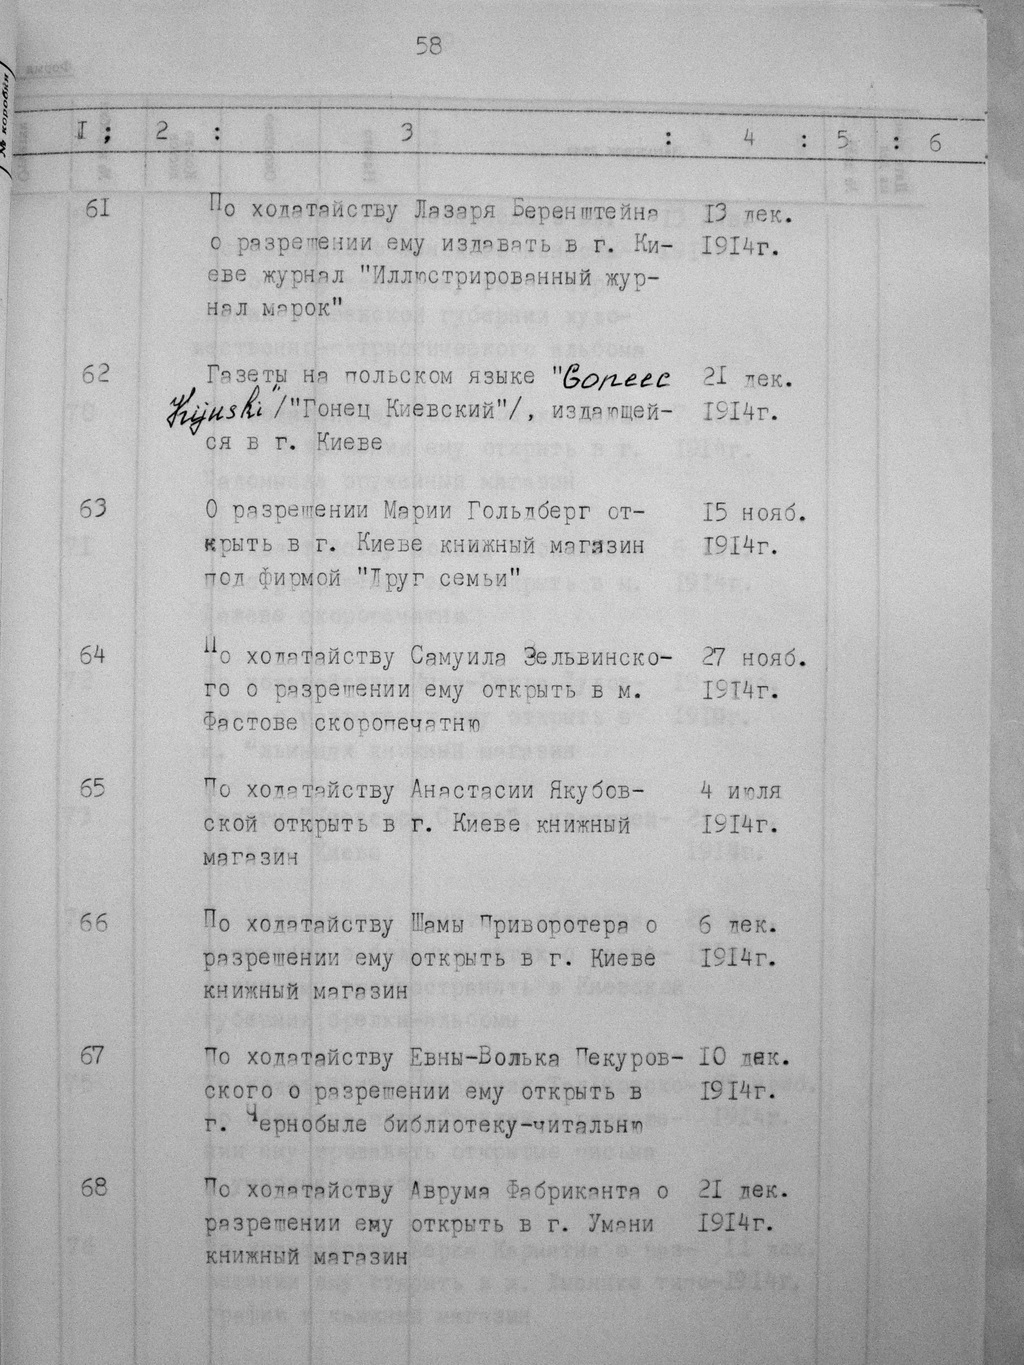 58
№ коробки
I ; 2 : 3 : 4 : 5 : 6
61 По ходатайству Лазаря Беренштейна 13 дек.
о разрешении ему издавать в г. Ки- 1914г.
еве журнал "Иллюстрированный жур-
нал марок"
62 Газеты на польском языке "Goneec 21 дек.
Kijuski"/"Гонец Киевский"/, издающей- 1914г.
ся в г. Киеве
63 О разрешении Марии Гольдберг от- 15 нояб.
крыть в г. Киеве книжный магазин 1914г.
под фирмой "Друг семьи"
64 По ходатайству Самуила Зельвинско- 27 нояб.
го о разрешении ему открыть в м. 1914г.
Фастове скоропечатню
65 По ходатайству Анастасии Якубов- 4 июля
ской открыть в г. Киеве книжный 1914г.
магазин
66 По ходатайству Шамы Приворотера о 6 дек.
разрешении ему открыть в г. Киеве 1914г.
книжный магазин
67 По ходатайству Евны-Волька Пекуров- 10 дек.
ского о разрешении ему открыть в 1914г.
г. Чернобыле библиотеку-читальню
68 По ходатайству Аврума Фабриканта о 21 дек.
разрешении ему открыть в г. Умани 1914г.
книжный магазин